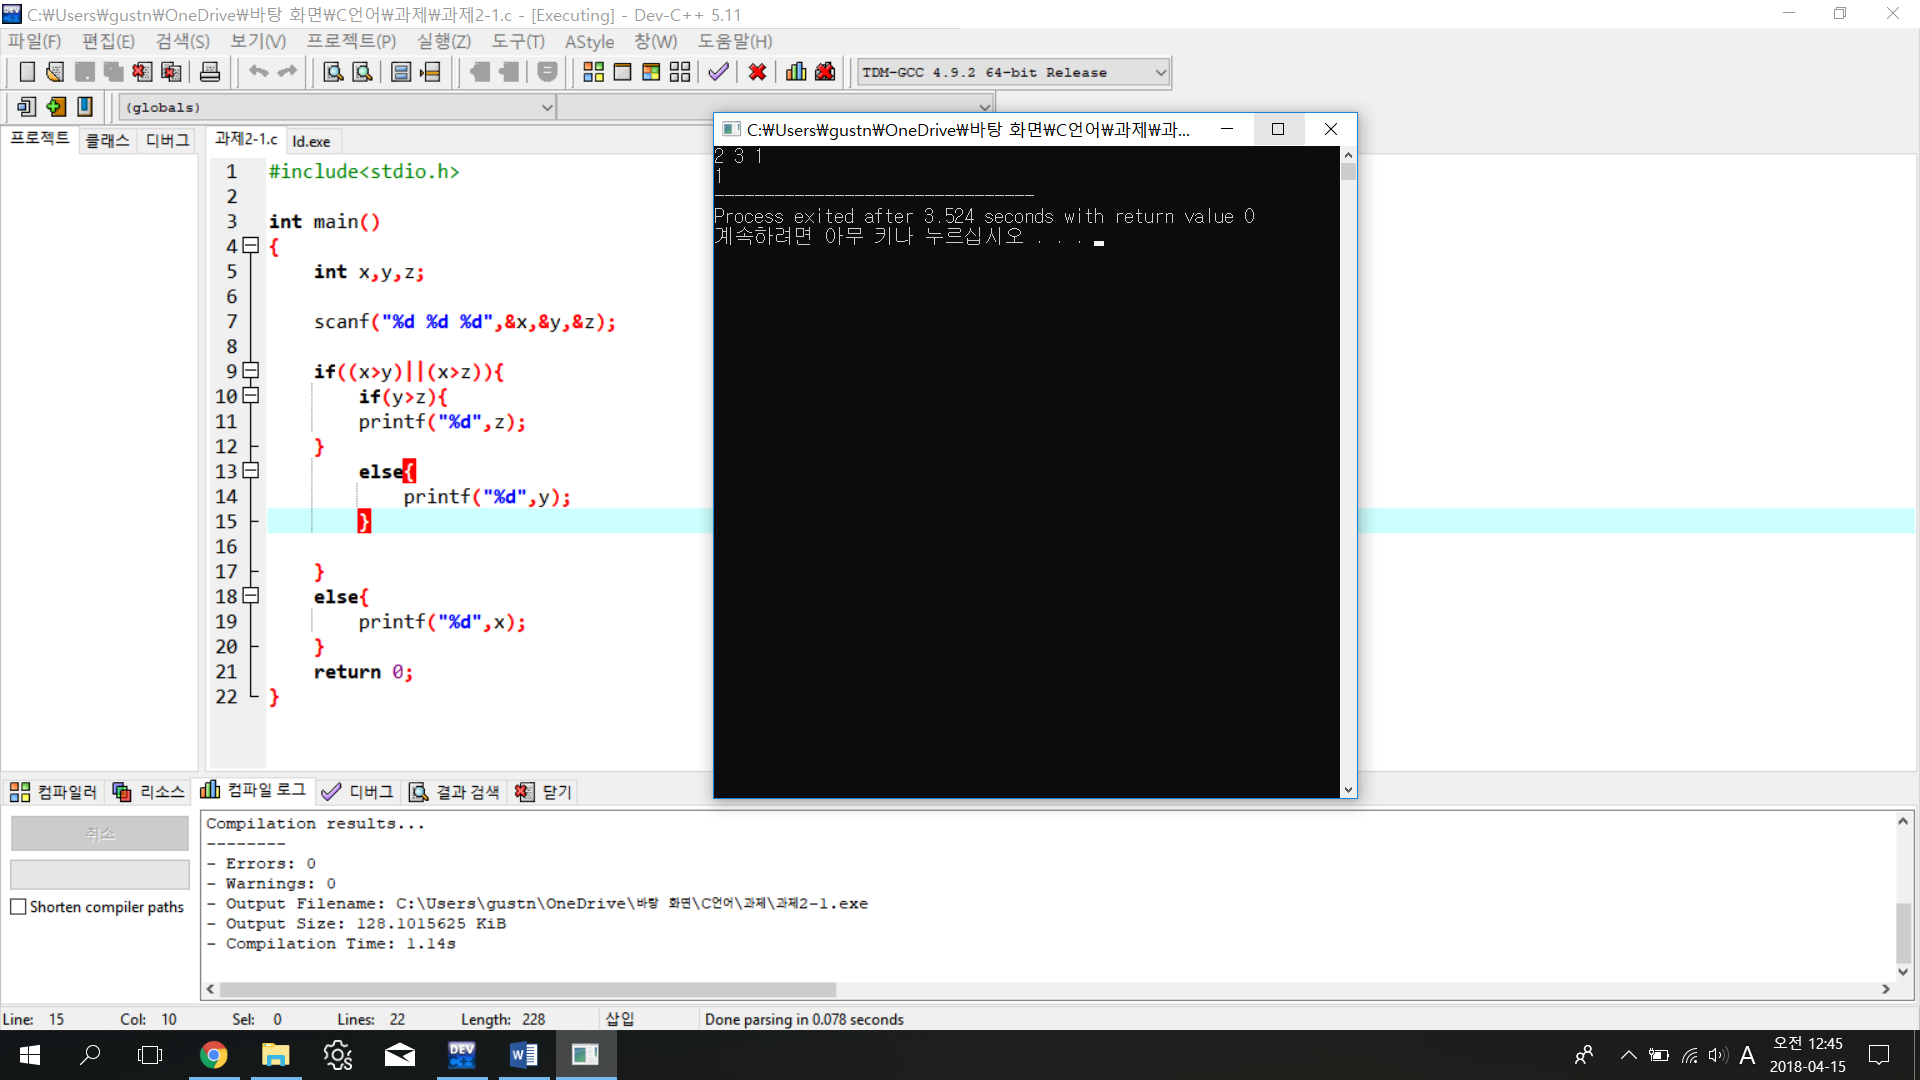 C:₩Users₩gustn₩OneDrive₩바탕 화면₩C언어₩과제₩과제2-1.c - [Executing] - Dev-C++ 5.11
파일(F) 편집(E) 검색(S) 보기(V) 프로젝트(P) 실행(Z) 도구(T) AStyle 창(W) 도움말(H)
TDM-GCC 4.9.2 64-bit Release
(globals)
프로젝트 클래스 디버그
과제2-1.c ld.exe
1 #include<stdio.h>
2
3 int main()
4 {
5 int x,y,z;
6
7 scanf("%d %d %d",&x,&y,&z);
8
9 if((x>y)||(x>z)){
10 if(y>z){
11 printf("%d",z);
12 }
13 else{
14 printf("%d",y);
15 }
16
17 }
18 else{
19 printf("%d",x);
20 }
21 return 0;
22 }
C:₩Users₩gustn₩OneDrive₩바탕 화면₩C언어₩과제₩과...
2 3 1
1
--------------------------------
Process exited after 3.524 seconds with return value 0
계속하려면 아무 키나 누르십시오 . . .
컴파일러 리소스 컴파일 로그 디버그 결과 검색 닫기
취소
Shorten compiler paths
Compilation results...
--------
- Errors: 0
- Warnings: 0
- Output Filename: C:\Users\gustn\OneDrive\바탕 화면\C언어\과제\과제2-1.exe
- Output Size: 128.1015625 KiB
- Compilation Time: 1.14s
Line: 15 Col: 10 Sel: 0 Lines: 22 Length: 228 삽입 Done parsing in 0.078 seconds
DEV C++
A
오전 12:45
2018-04-15